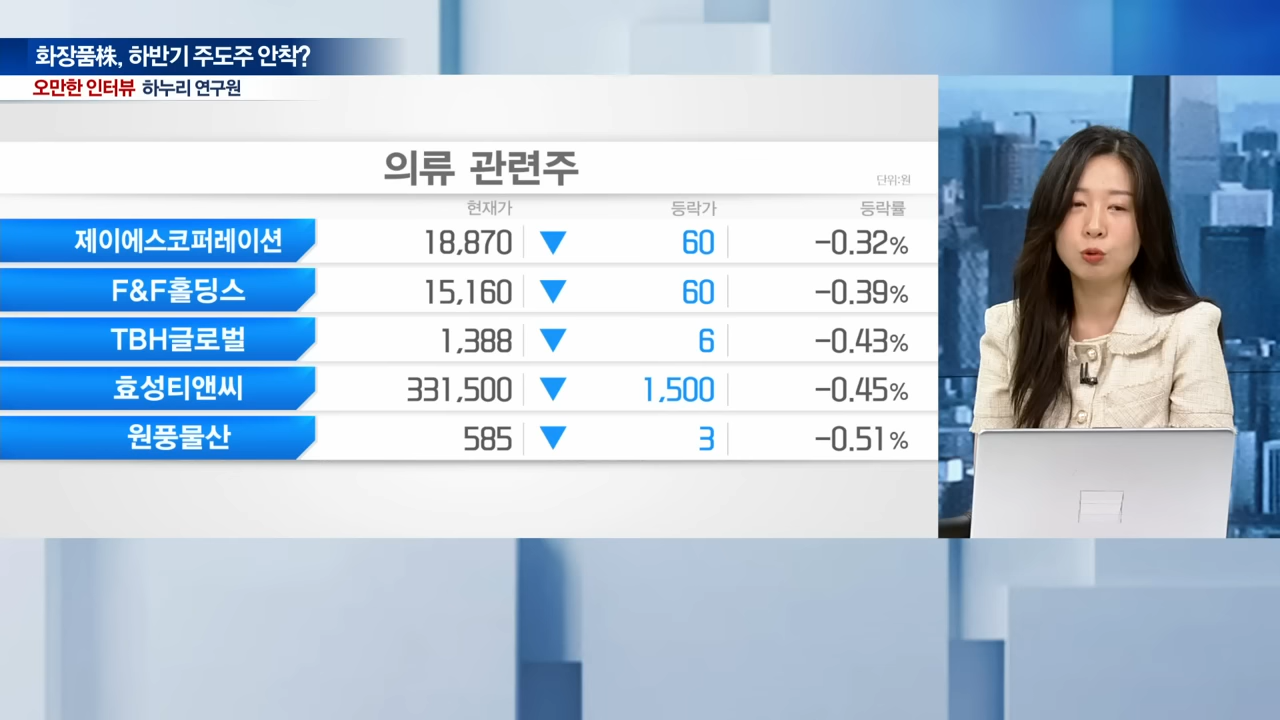 화장품株, 하반기 주도주 안착?
오만한 인터뷰 하누리 연구원
의류 관련주
단위:원
현재가 등락가 등락률
제이에스코퍼레이션 18,870 ▼ 60 -0.32%
F&F홀딩스 15,160 ▼ 60 -0.39%
TBH글로벌 1,388 ▼ 6 -0.43%
효성티앤씨 331,500 ▼ 1,500 -0.45%
원풍물산 585 ▼ 3 -0.51%